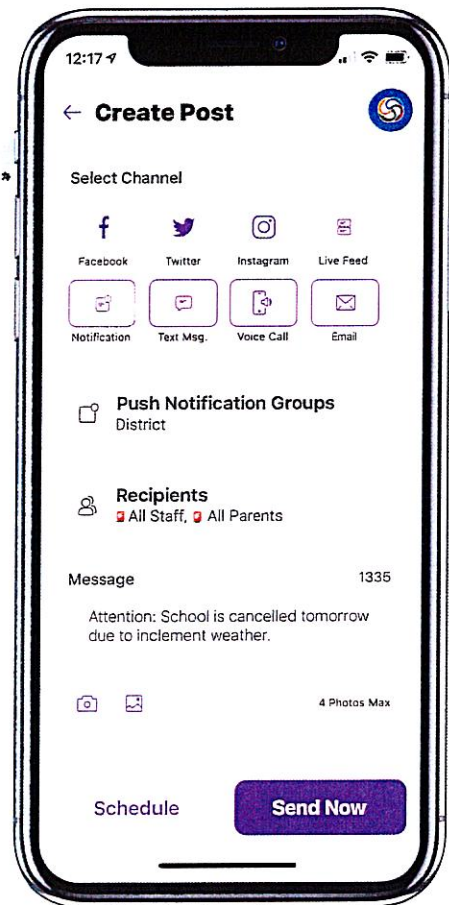 12:17
Create Post
Select Channel
Facebook Twitter Instagram Live Feed
Notification Text Msg. Voice Call Email
Push Notification Groups
District
Recipients
All Staff, All Parents
Message 1335
Attention: School is cancelled tomorrow
due to inclement weather.
4 Photos Max
Schedule Send Now